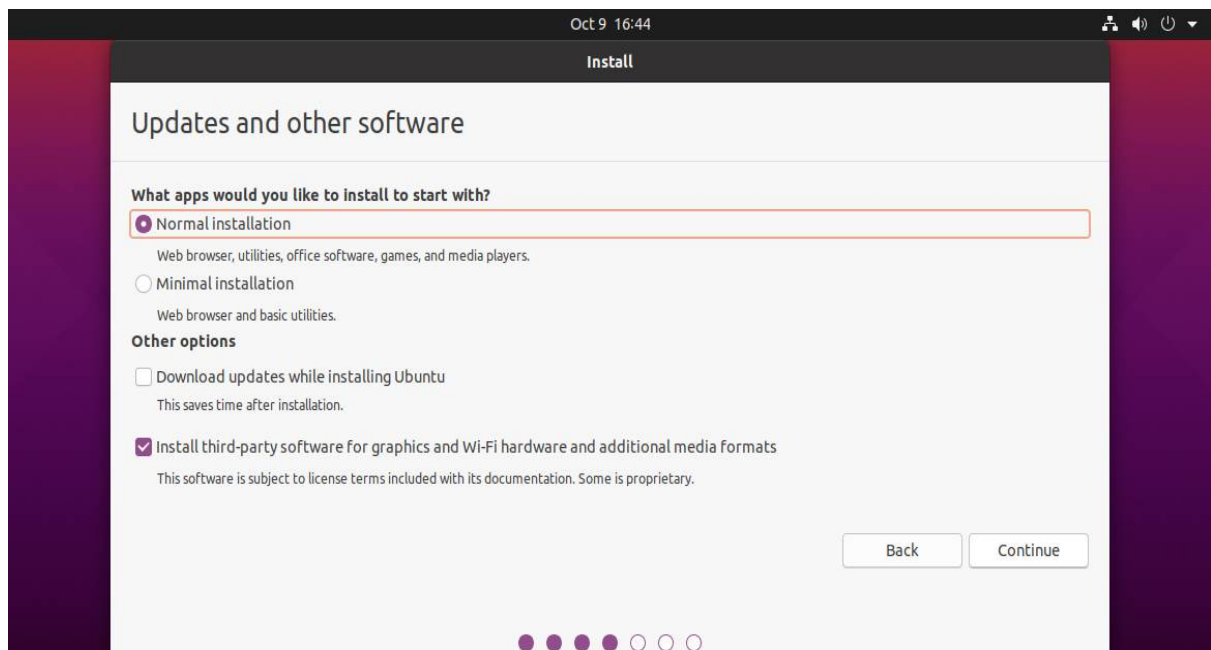 Oct 9 16:44
Install
Updates and other software
What apps would you like to install to start with?
Normal installation
Web browser, utilities, office software, games, and media players.
Minimal installation
Web browser and basic utilities.
Other options
Download updates while installing Ubuntu
This saves time after installation.
Install third-party software for graphics and Wi-Fi hardware and additional media formats
This software is subject to license terms included with its documentation. Some is proprietary.
Back Continue